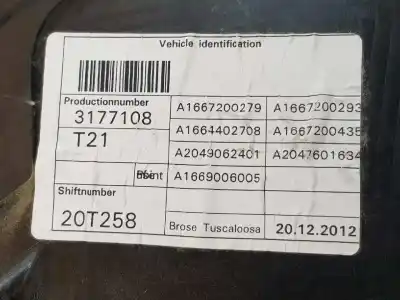 Vehicle identification
Productionnumber
3177108
T21
A1667200279 A1667200293
A1664402708 A1667200435
A2049062401 A2047601634
A1669006005
Shiftnumber
20T258
Brose Tuscaloosa 20.12.2012